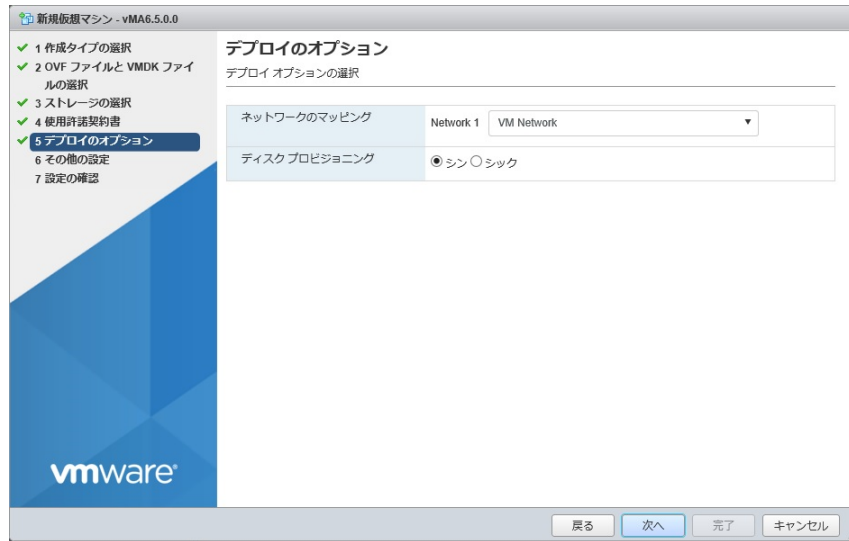 新規仮想マシン - vMA6.5.0.0
1 作成タイプの選択
2 OVF ファイルと VMDK ファイ
ルの選択
3 ストレージの選択
4 使用許諾契約書
5 デプロイのオプション
6 その他の設定
7 設定の確認
デプロイのオプション
デプロイ オプションの選択
ネットワークのマッピング Network 1 VM Network
ディスク プロビジョニング シン シック
vmware®
戻る 次へ 完了 キャンセル